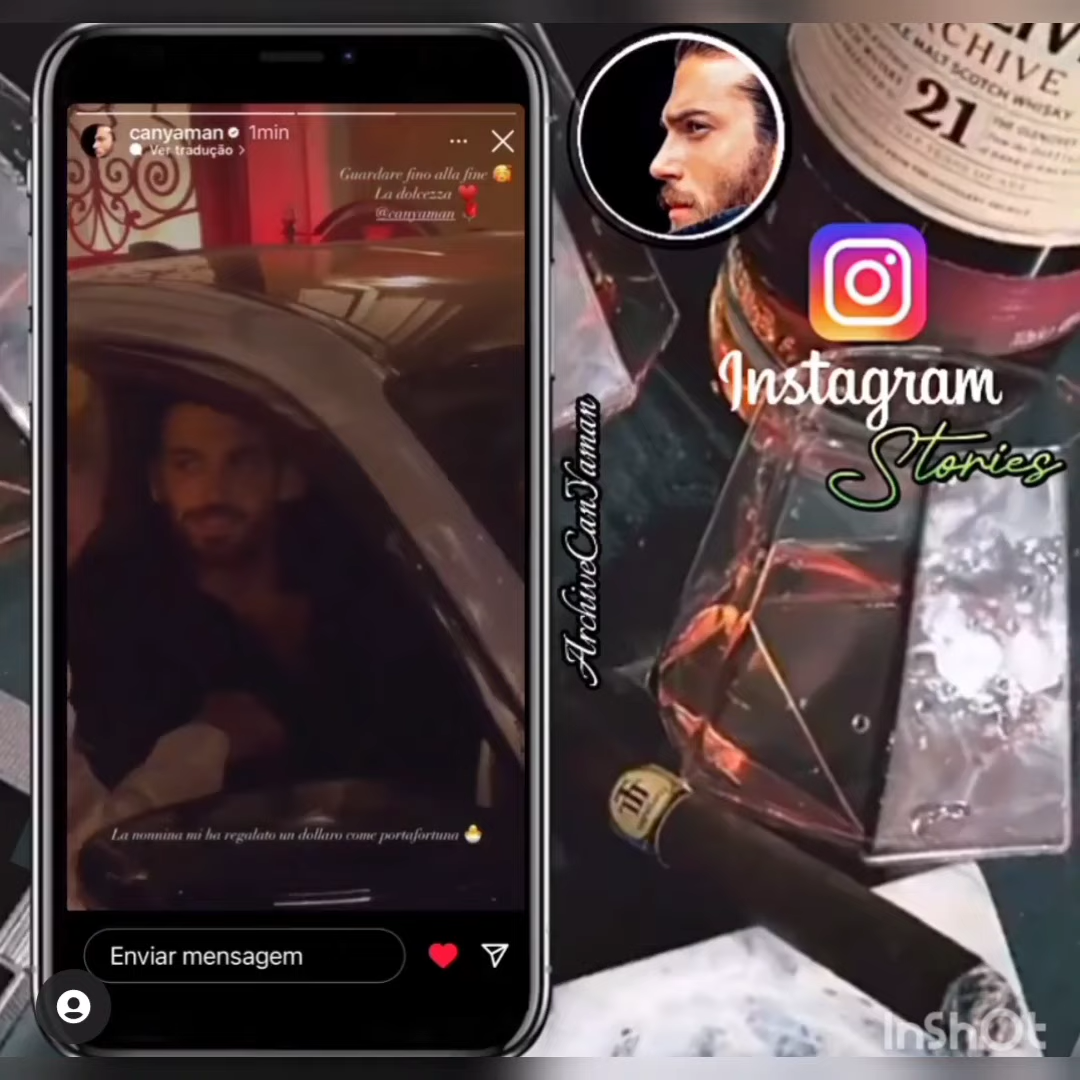 canyaman 1min
Ver tradução >
Guardare fino alla fine 🥰
La dolcezza ❣️
@canyaman
La nonnina mi ha regalato un dollaro come portafortuna 🐣
Enviar mensagem
ArchiveCanYaman
Instagram
Stories
ARCHIVE
MALT SCOTCH WHISKY
21
InShOt